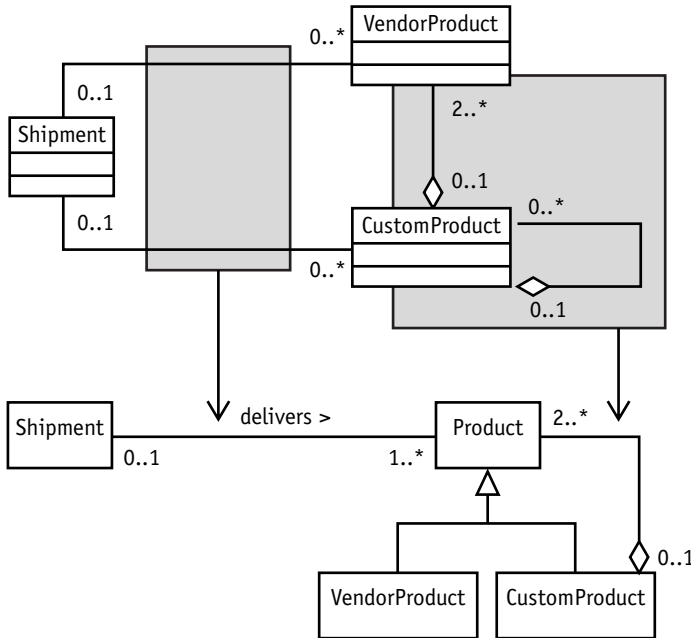 VendorProduct
0..*
0..1
2..*
Shipment
0..1
0..1
0..*
CustomProduct
0..*
0..1
delivers >
2..*
Shipment
Product
0..1
1..*
0..1
VendorProduct
CustomProduct